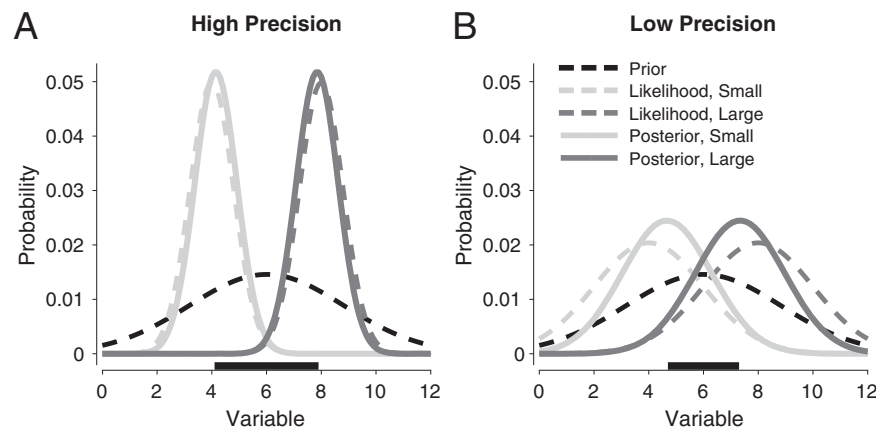 A
High Precision
Probability
0.05
0.04
0.03
0.02
0.01
0
0 2 4 6 8 10 12
Variable
B
Low Precision
Prior
Likelihood, Small
Likelihood, Large
Posterior, Small
Posterior, Large
Probability
0.05
0.04
0.03
0.02
0.01
0
0 2 4 6 8 10 12
Variable